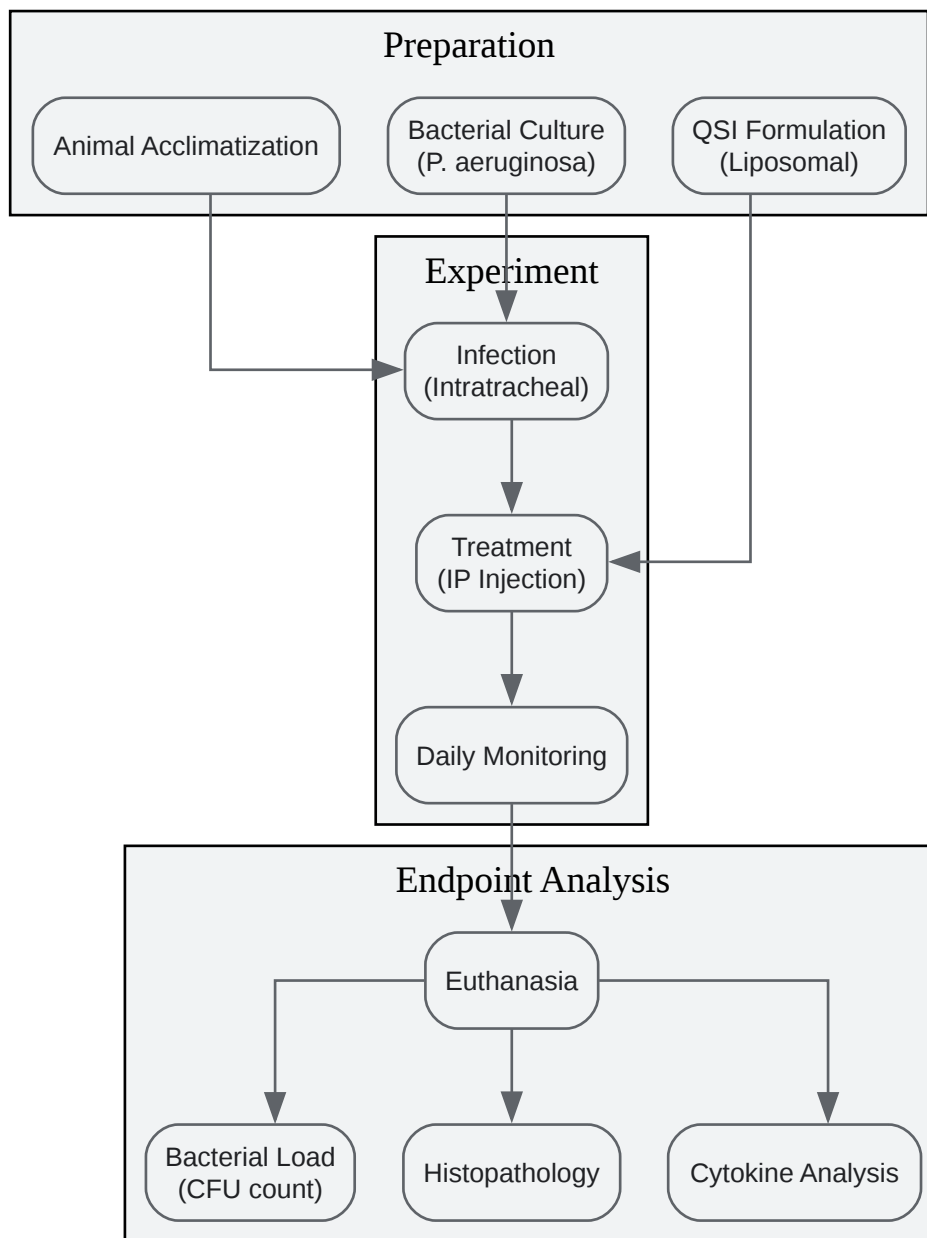 Preparation
Animal Acclimatization
Bacterial Culture
(P. aeruginosa)
QSI Formulation
(Liposomal)
Experiment
Infection
(Intratracheal)
Treatment
(IP Injection)
Daily Monitoring
Endpoint Analysis
Euthanasia
Bacterial Load
(CFU count)
Histopathology
Cytokine Analysis